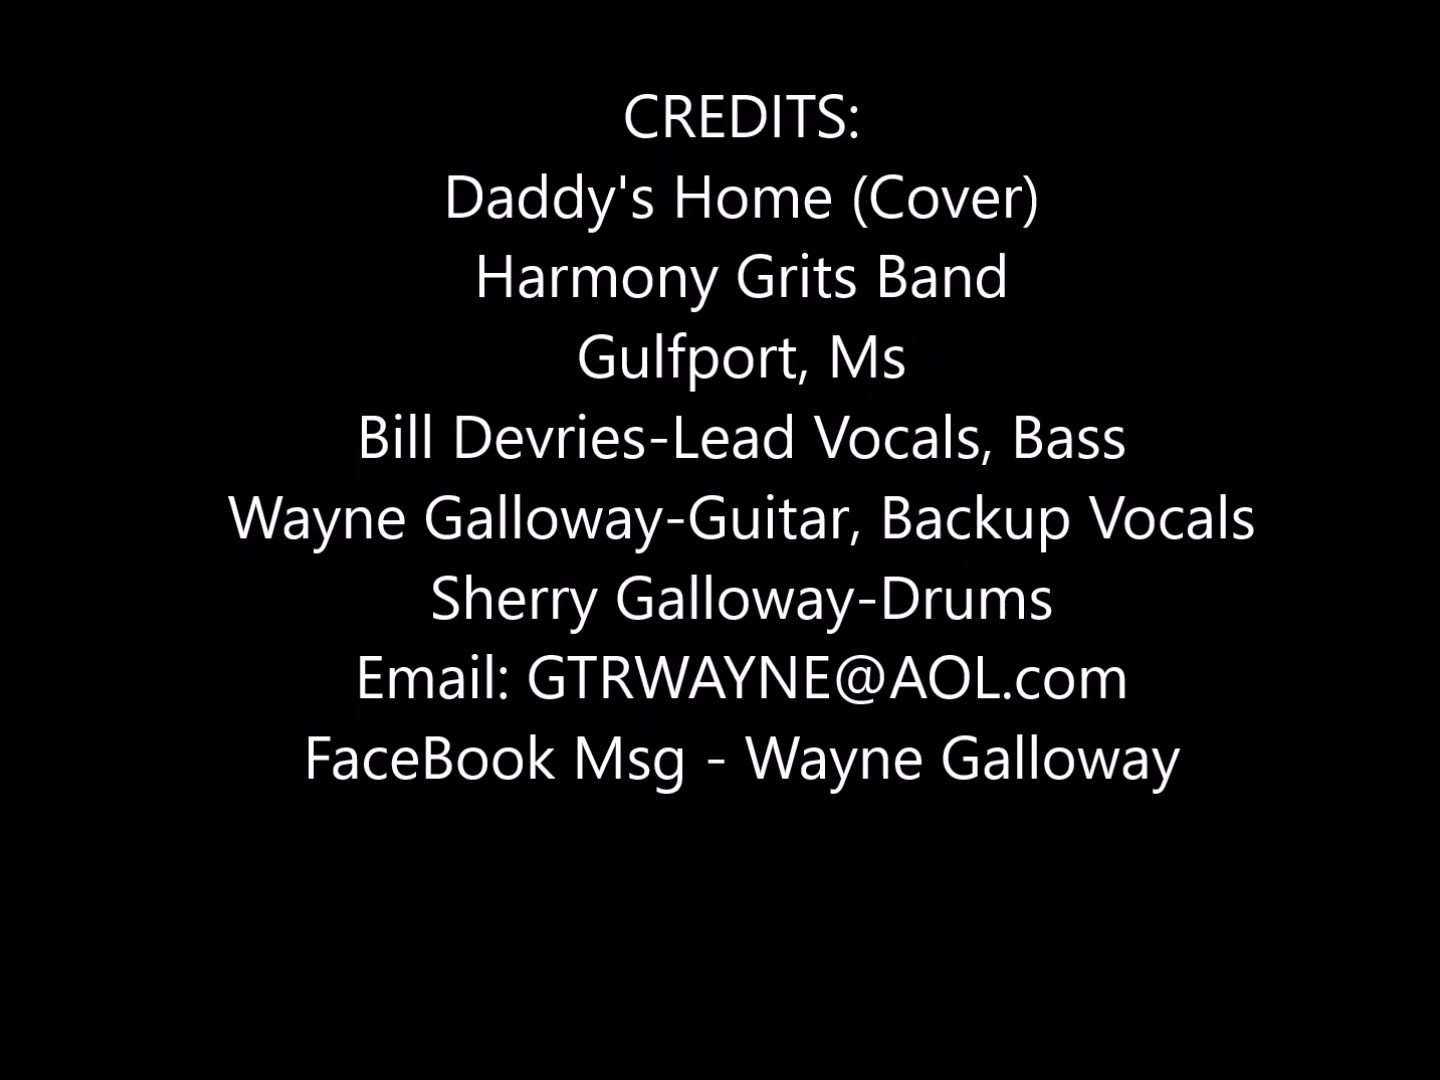 CREDITS:
Daddy's Home (Cover)
Harmony Grits Band
Gulfport, Ms
Bill Devries-Lead Vocals, Bass
Wayne Galloway-Guitar, Backup Vocals
Sherry Galloway-Drums
Email: GTRWAYNE@AOL.com
FaceBook Msg - Wayne Galloway